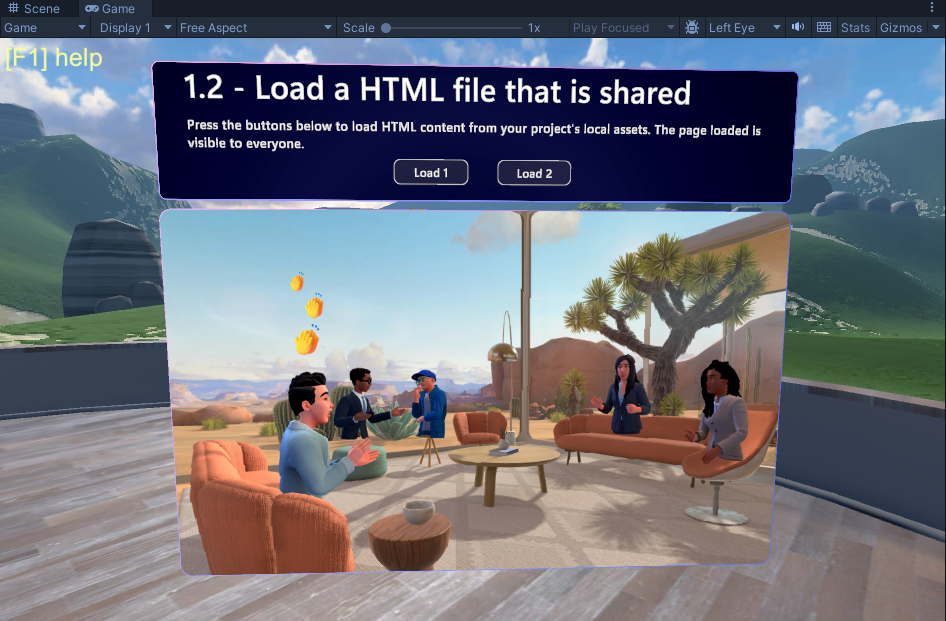 Scene
Game
Game
Display 1
Free Aspect
Scale
1x
Play Focused
Left Eye
Stats
Gizmos
[F1] help
1.2 - Load a HTML file that is shared
Press the buttons below to load HTML content from your project's local assets. The page loaded is
visible to everyone.
Load 1
Load 2